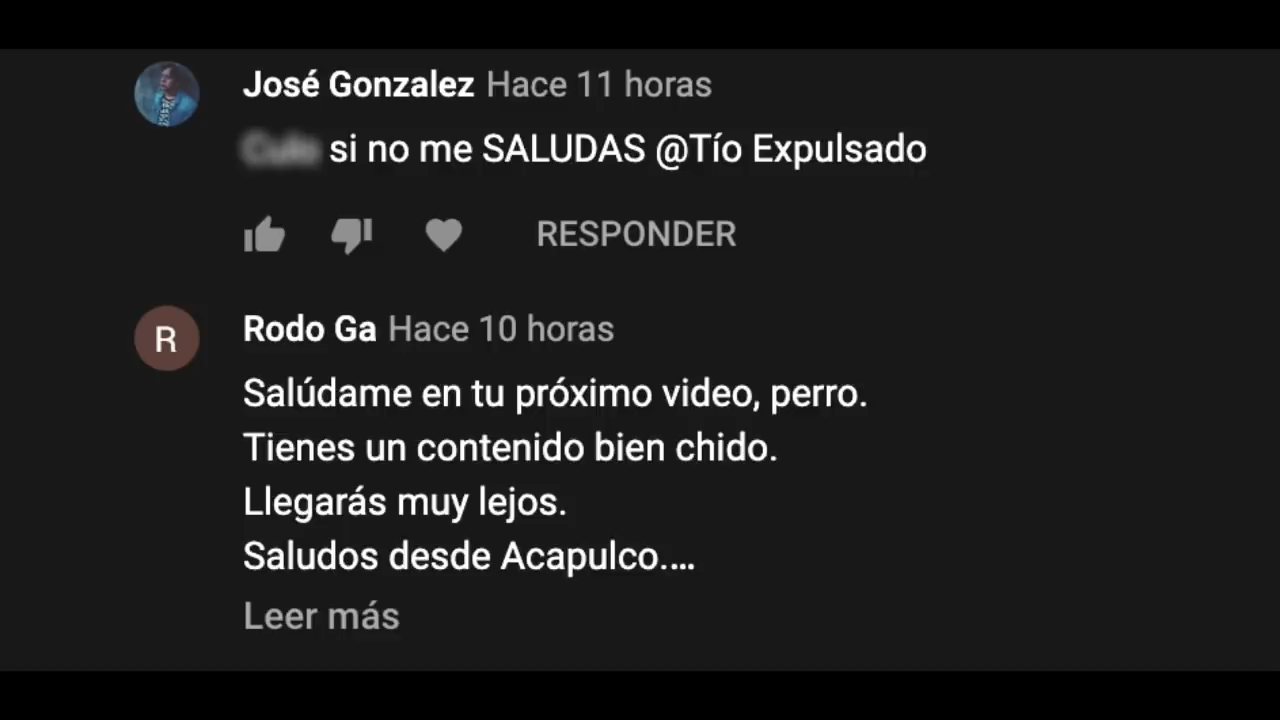 José Gonzalez Hace 11 horas
si no me SALUDAS @Tío Expulsado
RESPONDER
R
Rodo Ga Hace 10 horas
Salúdame en tu próximo video, perro.
Tienes un contenido bien chido.
Llegarás muy lejos.
Saludos desde Acapulco....
Leer más